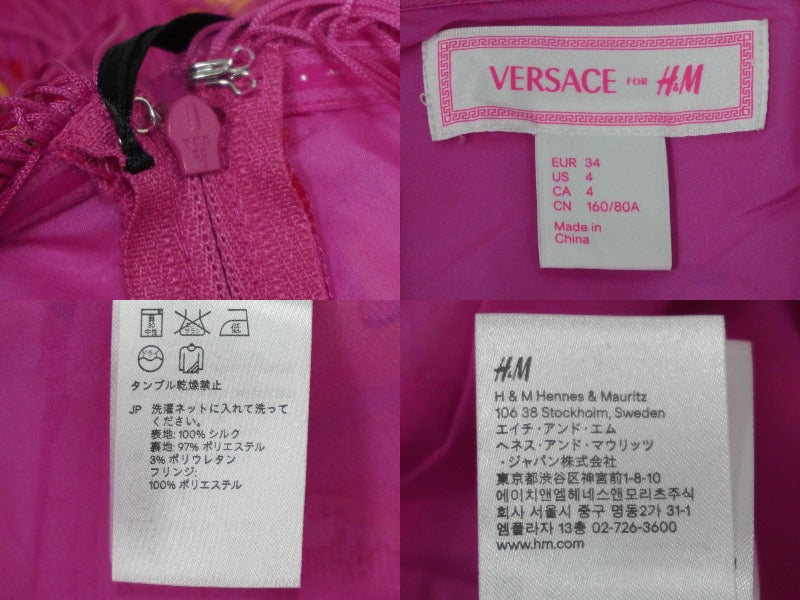 VERSACE FOR H&M
EUR 34
US 4
CA 4
CN 160/80A
Made in
China
低
タンブル乾燥禁止
JP 洗濯ネットに入れて洗って
ください。
表地: 100% シルク
裏地: 97% ポリエステル
3% ポリウレタン
フリンジ:
100% ポリエステル
H&M
H & M Hennes & Mauritz
106 38 Stockholm, Sweden
エイチ・アンド・エム
ヘネス・アンド・マウリッツ
・ジャパン株式会社
東京都渋谷区神宮前1-8-10
에이치앤엠헤네스앤모리츠주식
회사 서울시 중구 명동2가 31-1
엠플라자 13층 02-726-3600
www.hm.com